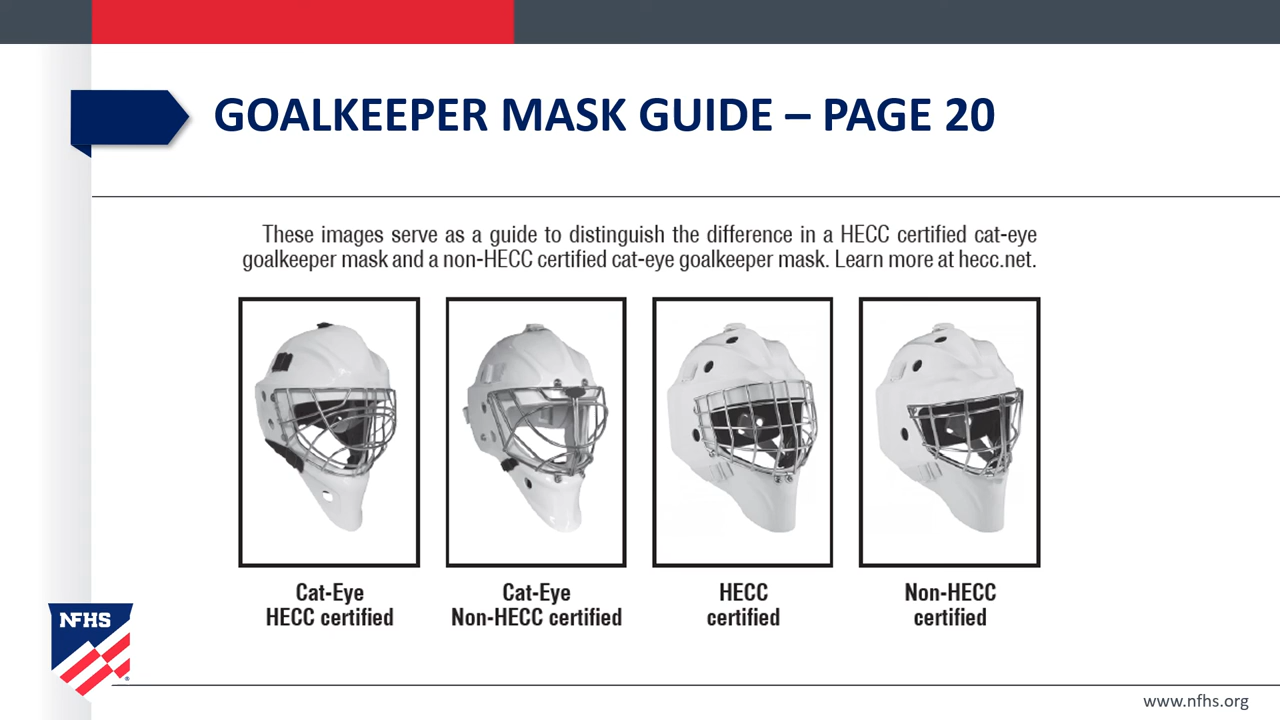 GOALKEEPER MASK GUIDE – PAGE 20
These images serve as a guide to distinguish the difference in a HECC certified cat-eye
goalkeeper mask and a non-HECC certified cat-eye goalkeeper mask. Learn more at hecc.net.
Cat-Eye
HECC certified
Cat-Eye
Non-HECC certified
HECC
certified
Non-HECC
certified
NFHS
®
www.nfhs.org